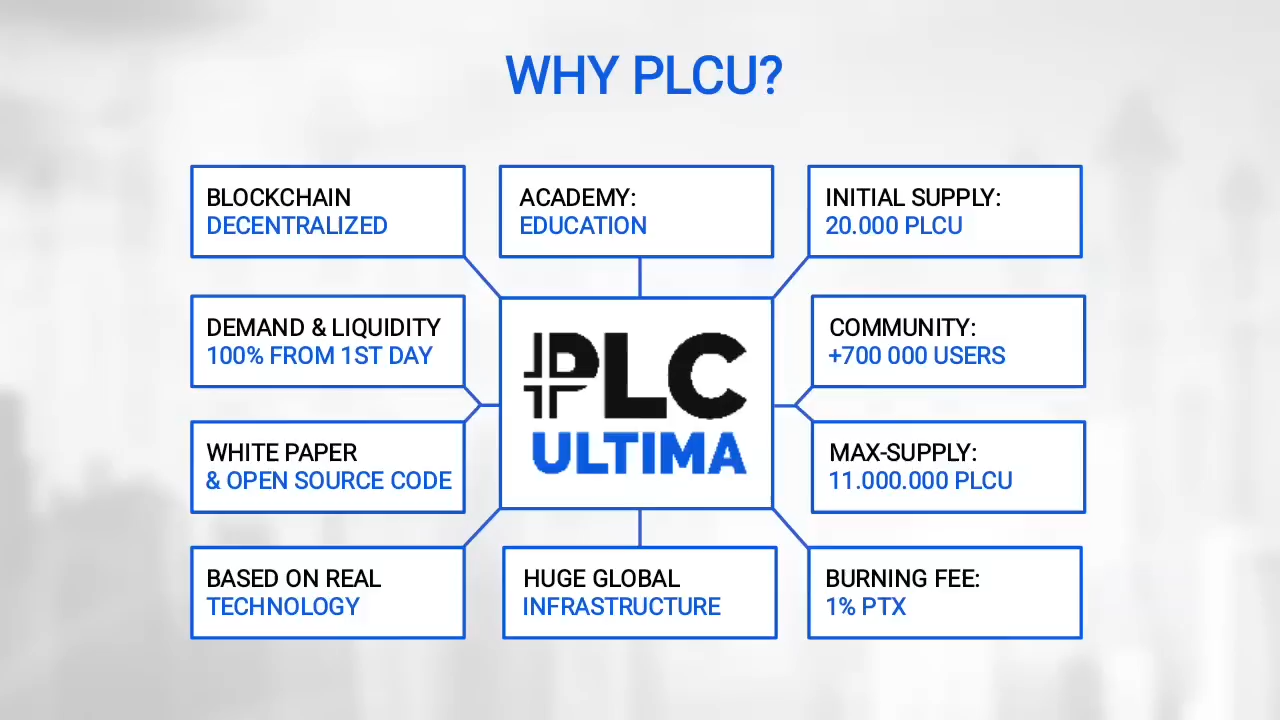 WHY PLCU?
BLOCKCHAIN
DECENTRALIZED
ACADEMY:
EDUCATION
INITIAL SUPPLY:
20.000 PLCU
DEMAND & LIQUIDITY
100% FROM 1ST DAY
COMMUNITY:
+700 000 USERS
PLC
ULTIMA
WHITE PAPER
& OPEN SOURCE CODE
MAX-SUPPLY:
11.000.000 PLCU
BASED ON REAL
TECHNOLOGY
HUGE GLOBAL
INFRASTRUCTURE
BURNING FEE:
1% PTX